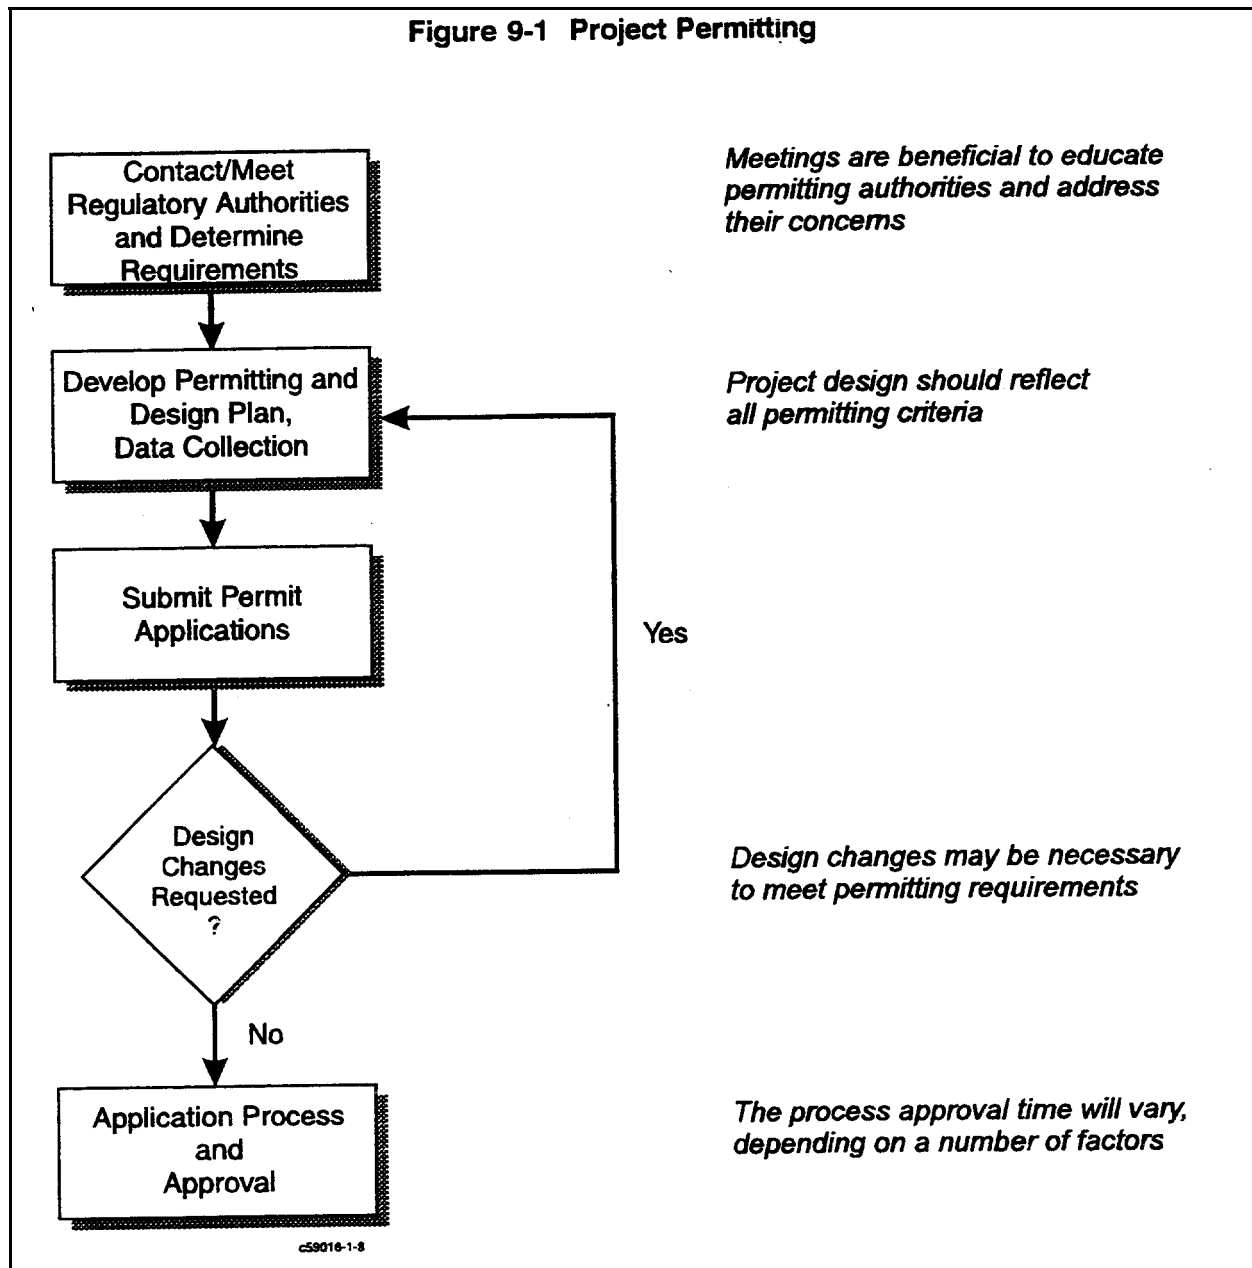 Figure 9-1 Project Permitting
Contact/Meet
Regulatory Authorities
and Determine
Requirements
Meetings are beneficial to educate
permitting authorities and address
their concerns
Develop Permitting and
Design Plan,
Data Collection
Project design should reflect
all permitting criteria
Submit Permit
Applications
Yes
Design
Changes
Requested
?
Design changes may be necessary
to meet permitting requirements
No
Application Process
and
Approval
The process approval time will vary,
depending on a number of factors
c59016-1-8